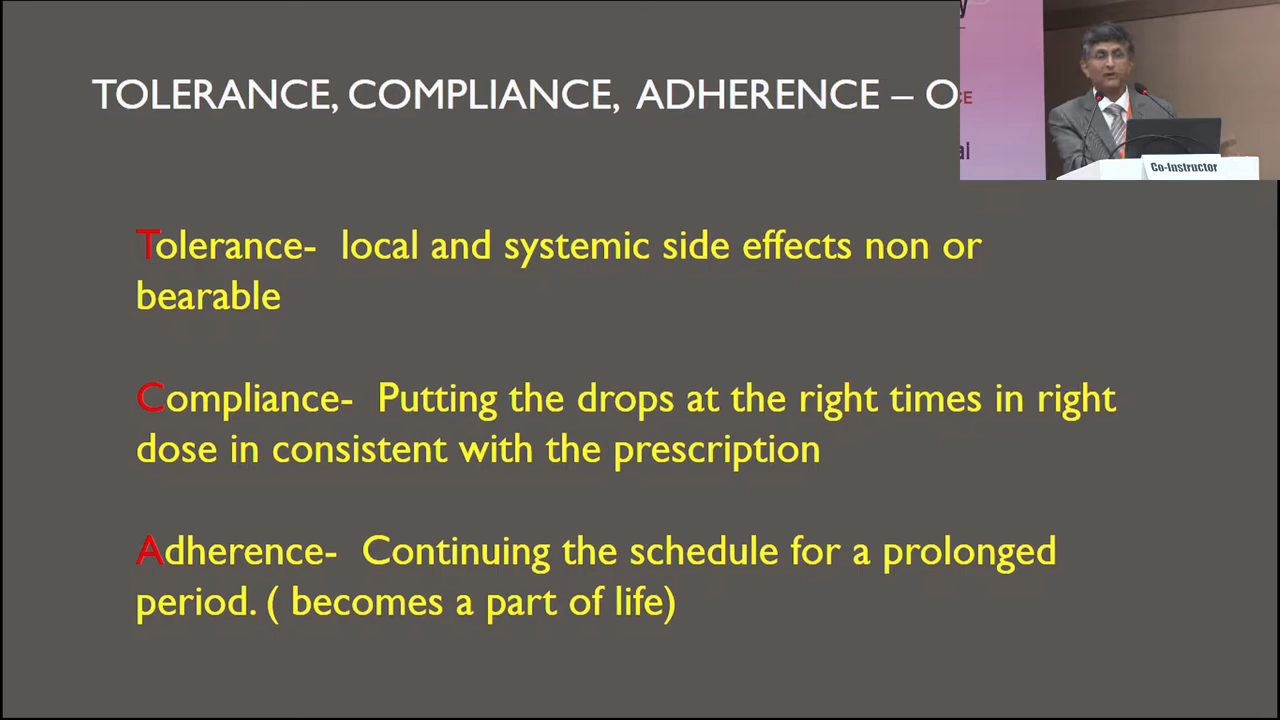 TOLERANCE, COMPLIANCE, ADHERENCE – O
Co-Instructor
Tolerance- local and systemic side effects non or
bearable
Compliance- Putting the drops at the right times in right
dose in consistent with the prescription
Adherence- Continuing the schedule for a prolonged
period. ( becomes a part of life)